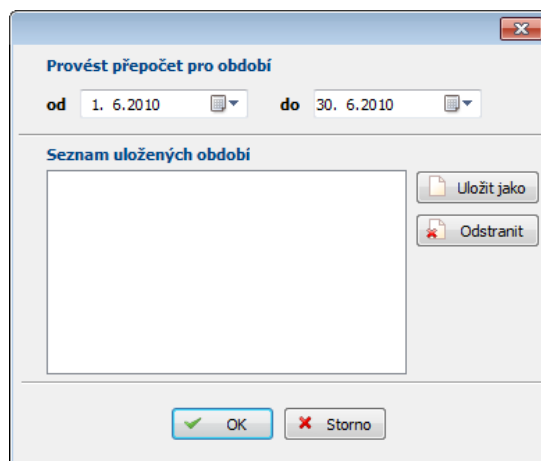 Provést přepočet pro období
od 1. 6.2010 do 30. 6.2010
Seznam uložených období
Uložit jako
Odstranit
OK Storno